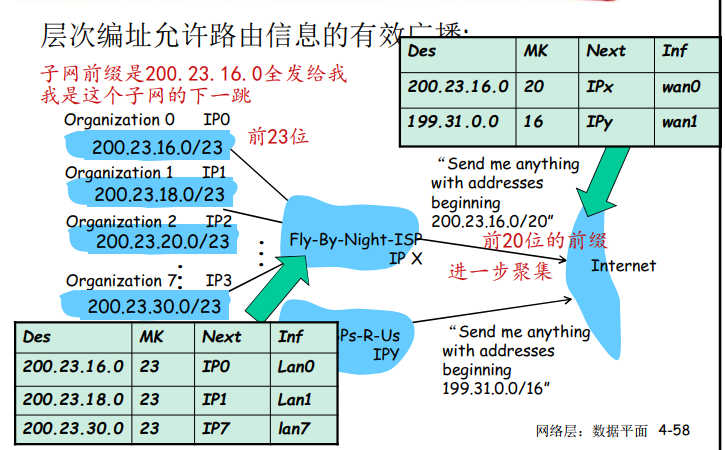 层次编址允许路由信息的有效广播:
子网前缀是200.23.16.0全发给我
我是这个子网的下一跳
Des MK Next Inf
200.23.16.0 20 IPx wan0
199.31.0.0 16 IPy wan1
Organization 0 IP0
200.23.16.0/23
前23位
Organization 1 IP1
200.23.18.0/23
Organization 2 IP2
200.23.20.0/23
Organization 7 IP3
200.23.30.0/23
Fly-By-Night-ISP
IP X
“Send me anything
with addresses
beginning
200.23.16.0/20”
前20位的前缀
进一步聚集
Internet
Ps-R-Us
IPY
“Send me anything
with addresses
beginning
199.31.0.0/16”
Des MK Next Inf
200.23.16.0 23 IP0 Lan0
200.23.18.0 23 IP1 Lan1
200.23.30.0 23 IP7 lan7
网络层：数据平面 4-58